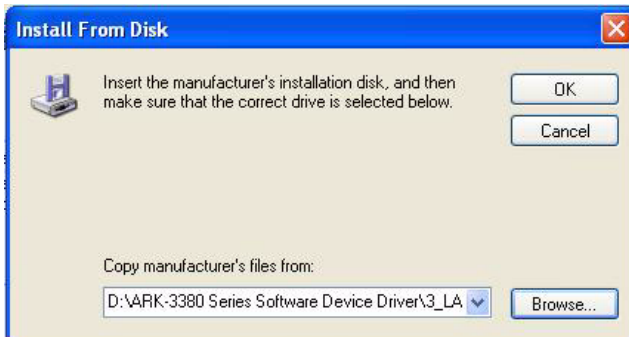 Install From Disk
Insert the manufacturer's installation disk, and then
make sure that the correct drive is selected below.
OK
Cancel
Copy manufacturer's files from:
D:\ARK-3380 Series Software Device Driver\3_LA
Browse...